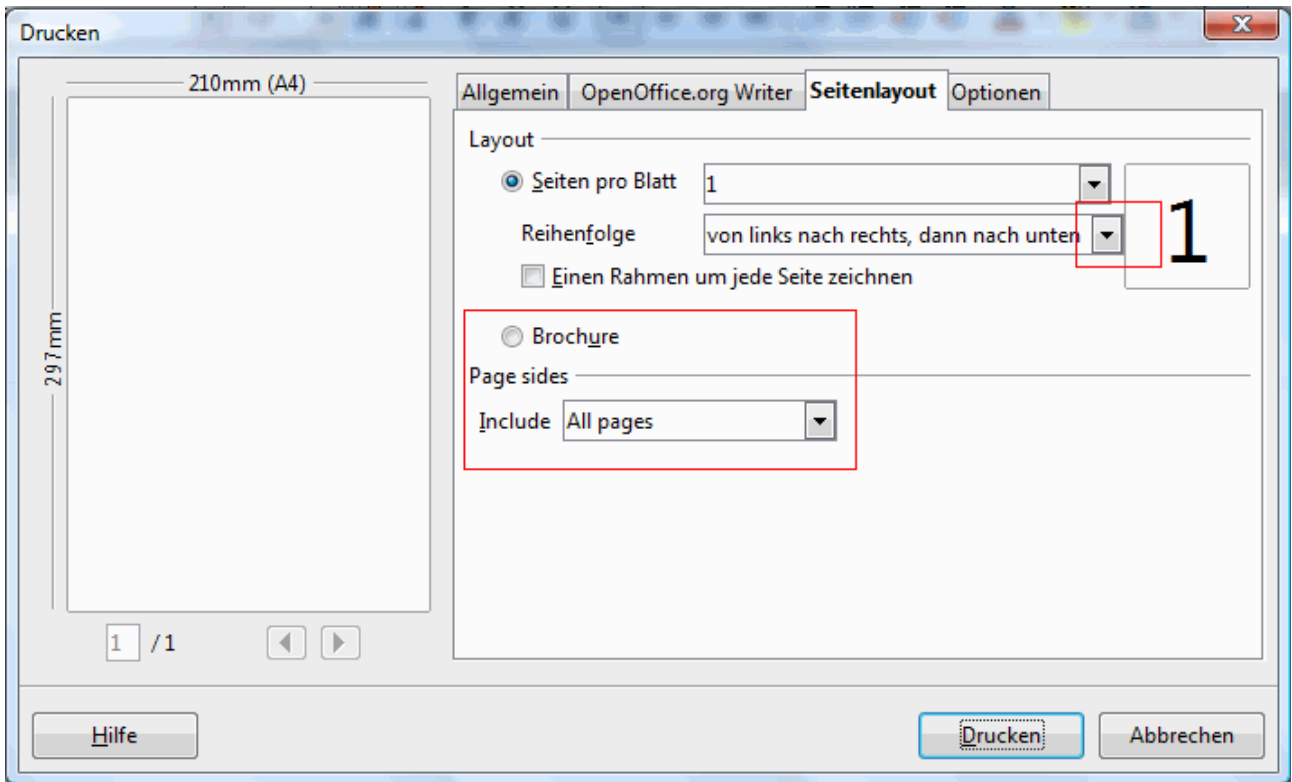 Drucken
210mm (A4)
297mm
1 / 1
Allgemein OpenOffice.org Writer Seitenlayout Optionen
Layout
Seiten pro Blatt 1
1
Reihenfolge von links nach rechts, dann nach unten
Einen Rahmen um jede Seite zeichnen
Brochure
Page sides
Include All pages
Hilfe Drucken Abbrechen